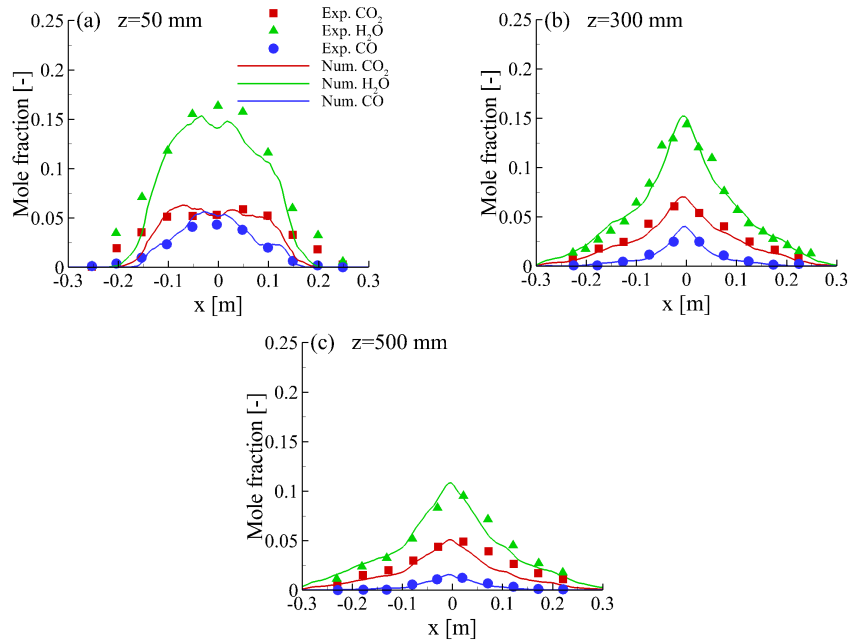 (a) z=50 mm
Exp. CO2
Exp. H2O
Exp. CO
Num. CO2
Num. H2O
Num. CO
Mole fraction [-]
0.25
0.2
0.15
0.1
0.05
0
-0.3 -0.2 -0.1 0 0.1 0.2 0.3
x [m]
(b) z=300 mm
Mole fraction [-]
0.25
0.2
0.15
0.1
0.05
0
-0.3 -0.2 -0.1 0 0.1 0.2 0.3
x [m]
(c) z=500 mm
Mole fraction [-]
0.25
0.2
0.15
0.1
0.05
0
-0.3 -0.2 -0.1 0 0.1 0.2 0.3
x [m]